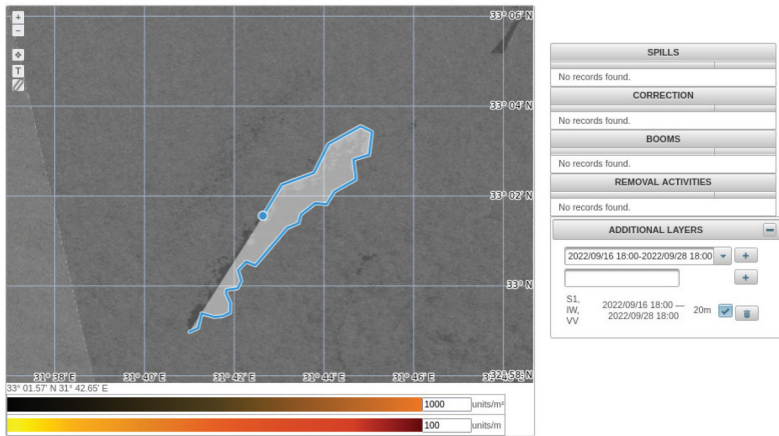 +
−
T
33° 06' N
33° 04' N
33° 02' N
33° N
31° 38' E
31° 40' E
31° 42' E
31° 44' E
31° 46' E
33° 01.57' N 31° 42.65' E
1000 units/m²
100 units/m
SPILLS
No records found.
CORRECTION
No records found.
BOOMS
No records found.
REMOVAL ACTIVITIES
No records found.
ADDITIONAL LAYERS
2022/09/16 18:00-2022/09/28 18:00
+
+
S1,
IW,
VV
2022/09/16 18:00 —
2022/09/28 18:00
20m